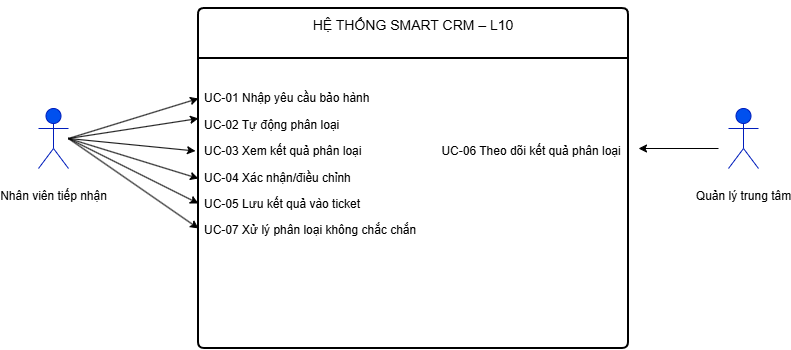 HỆ THỐNG SMART CRM – L10
UC-01 Nhập yêu cầu bảo hành
UC-02 Tự động phân loại
UC-03 Xem kết quả phân loại
UC-04 Xác nhận/điều chỉnh
UC-05 Lưu kết quả vào ticket
UC-07 Xử lý phân loại không chắc chắn
UC-06 Theo dõi kết quả phân loại
Nhân viên tiếp nhận
Quản lý trung tâm